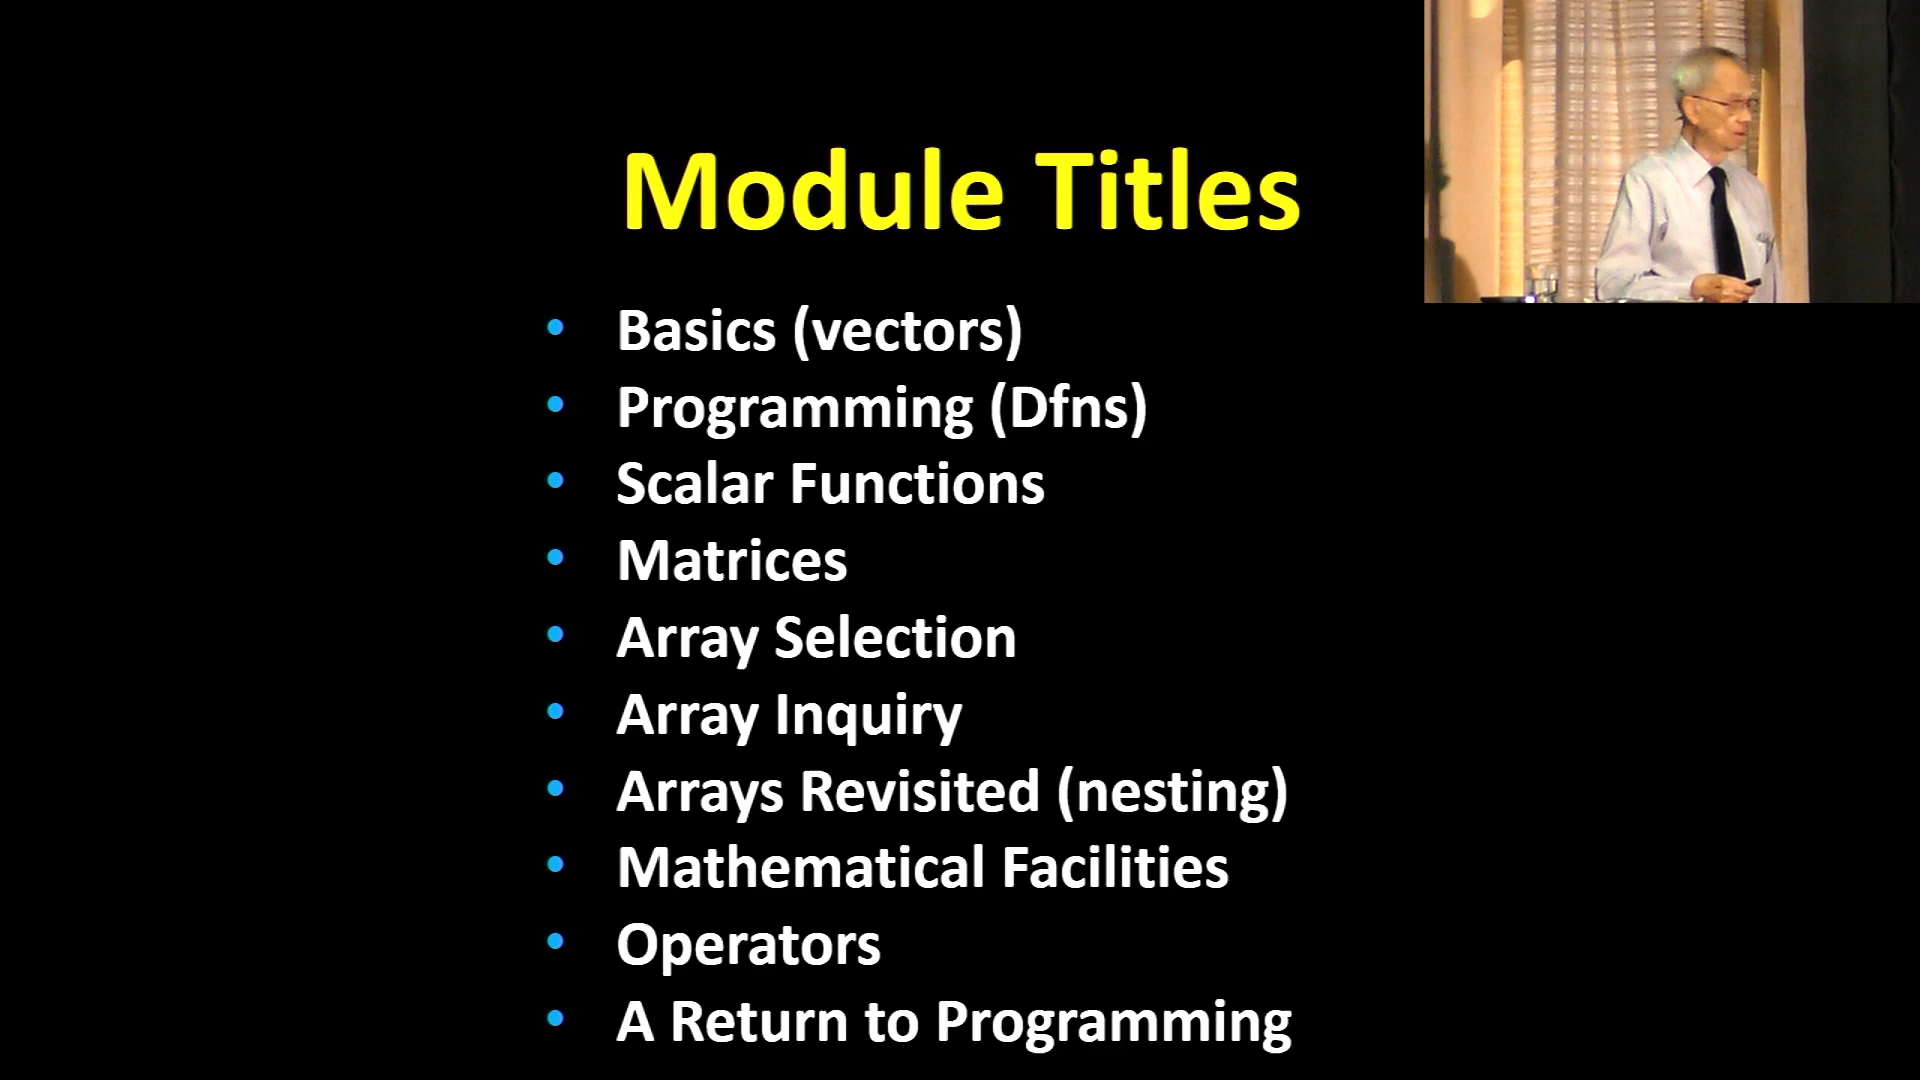 Module Titles
• Basics (vectors)
• Programming (Dfns)
• Scalar Functions
• Matrices
• Array Selection
• Array Inquiry
• Arrays Revisited (nesting)
• Mathematical Facilities
• Operators
• A Return to Programming